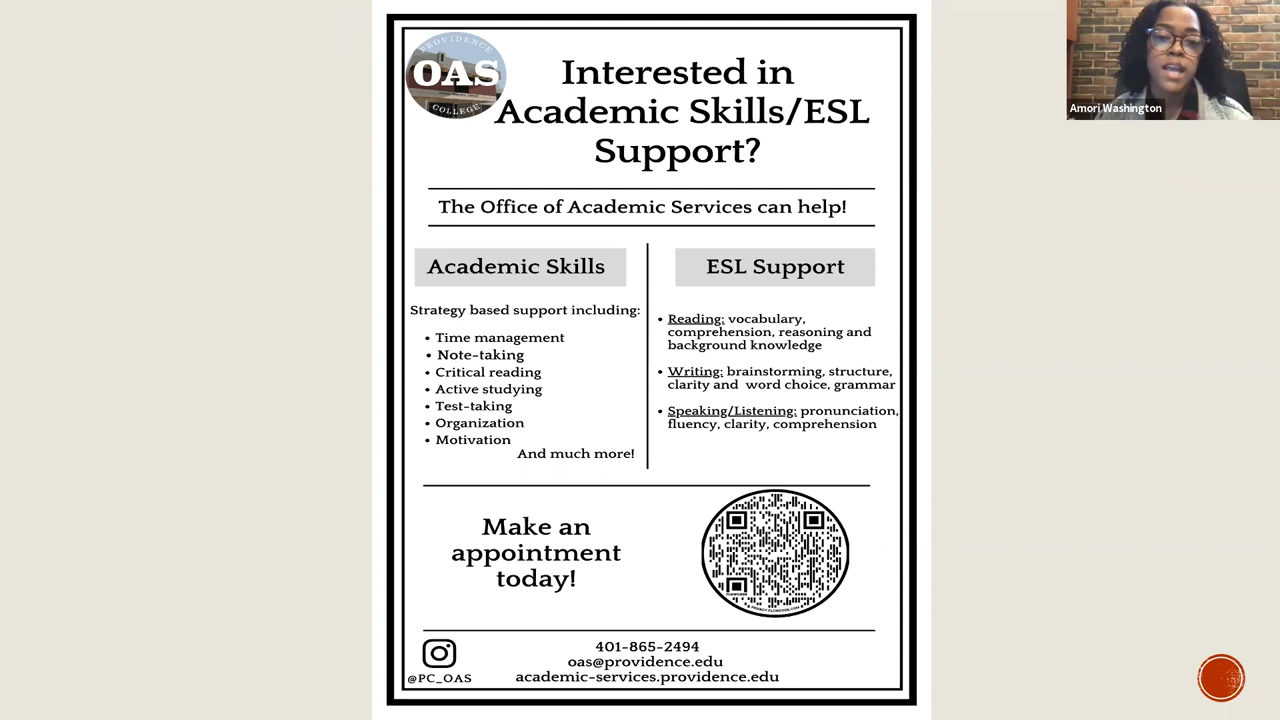 PROVIDENCE
OAS
COLLEGE
Interested in
Academic Skills/ESL
Support?
The Office of Academic Services can help!
Academic Skills
Strategy based support including:
• Time management
• Note-taking
• Critical reading
• Active studying
• Test-taking
• Organization
• Motivation
And much more!
ESL Support
• Reading: vocabulary,
comprehension, reasoning and
background knowledge
• Writing: brainstorming, structure,
clarity and word choice, grammar
• Speaking/Listening: pronunciation,
fluency, clarity, comprehension
Make an
appointment
today!
401-865-2494
oas@providence.edu
academic-services.providence.edu
@PC_OAS
Amori Washington